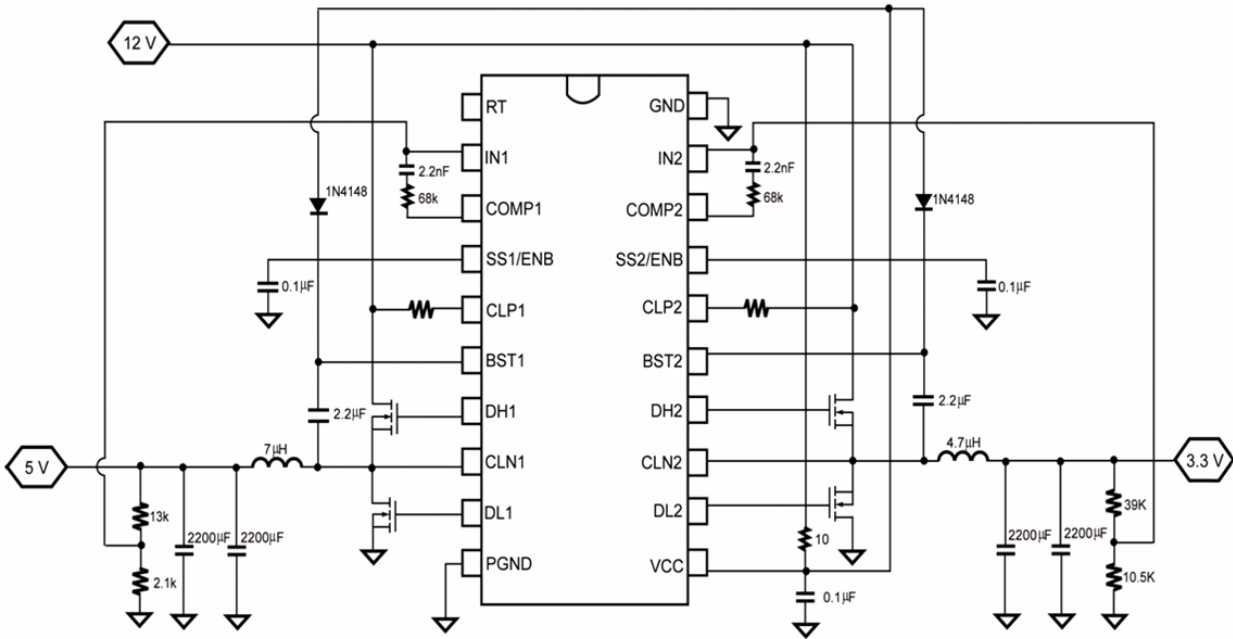 12 V
RT
GND
IN1
IN2
2.2nF
2.2nF
68k
68k
1N4148
1N4148
COMP1
COMP2
SS1/ENB
SS2/ENB
0.1µF
0.1µF
CLP1
CLP2
BST1
BST2
2.2µF
2.2µF
DH1
DH2
7µH
4.7µH
5 V
CLN1
CLN2
3.3 V
13k
39K
DL1
DL2
2200µF
2200µF
10
2200µF
2200µF
PGND
VCC
2.1k
10.5K
0.1µF